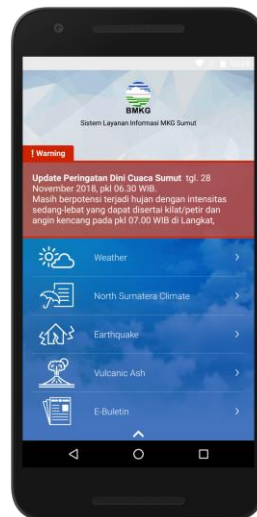 BMKG
Sistem Layanan Informasi MKG Sumut
! Warning
Update Peringatan Dini Cuaca Sumut tgl. 28
November 2018, pkl 06.30 WIB.
Masih berpotensi terjadi hujan dengan intensitas
sedang-lebat yang dapat disertai kilat/petir dan
angin kencang pada pkl 07.00 WIB di Langkat,
Weather
North Sumatera Climate
Earthquake
Vulcanic Ash
E-Buletin